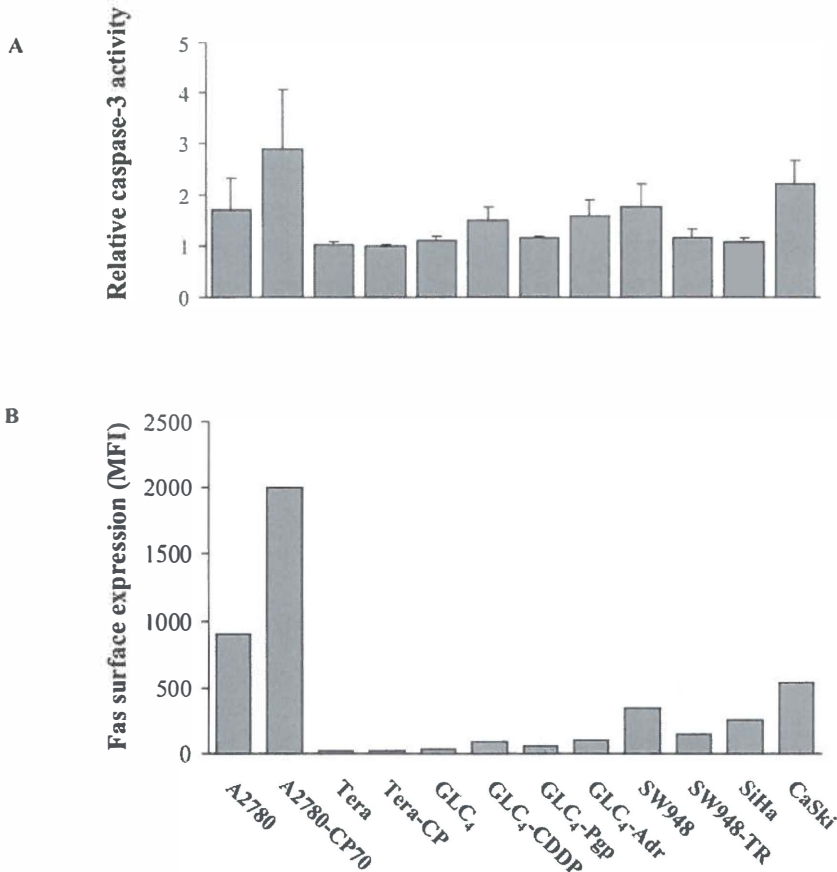 A
Relative caspase-3 activity
5
4
3
2
1
0
B
Fas surface expression (MFI)
2500
2000
1500
1000
500
0
A2780
A2780-CP70
Tera
Tera-CP
GLC₄
GLC₄-CDDP
GLC₄-Pgp
GLC₄-Adr
SW948
SW948-TR
SiHa
CaSki